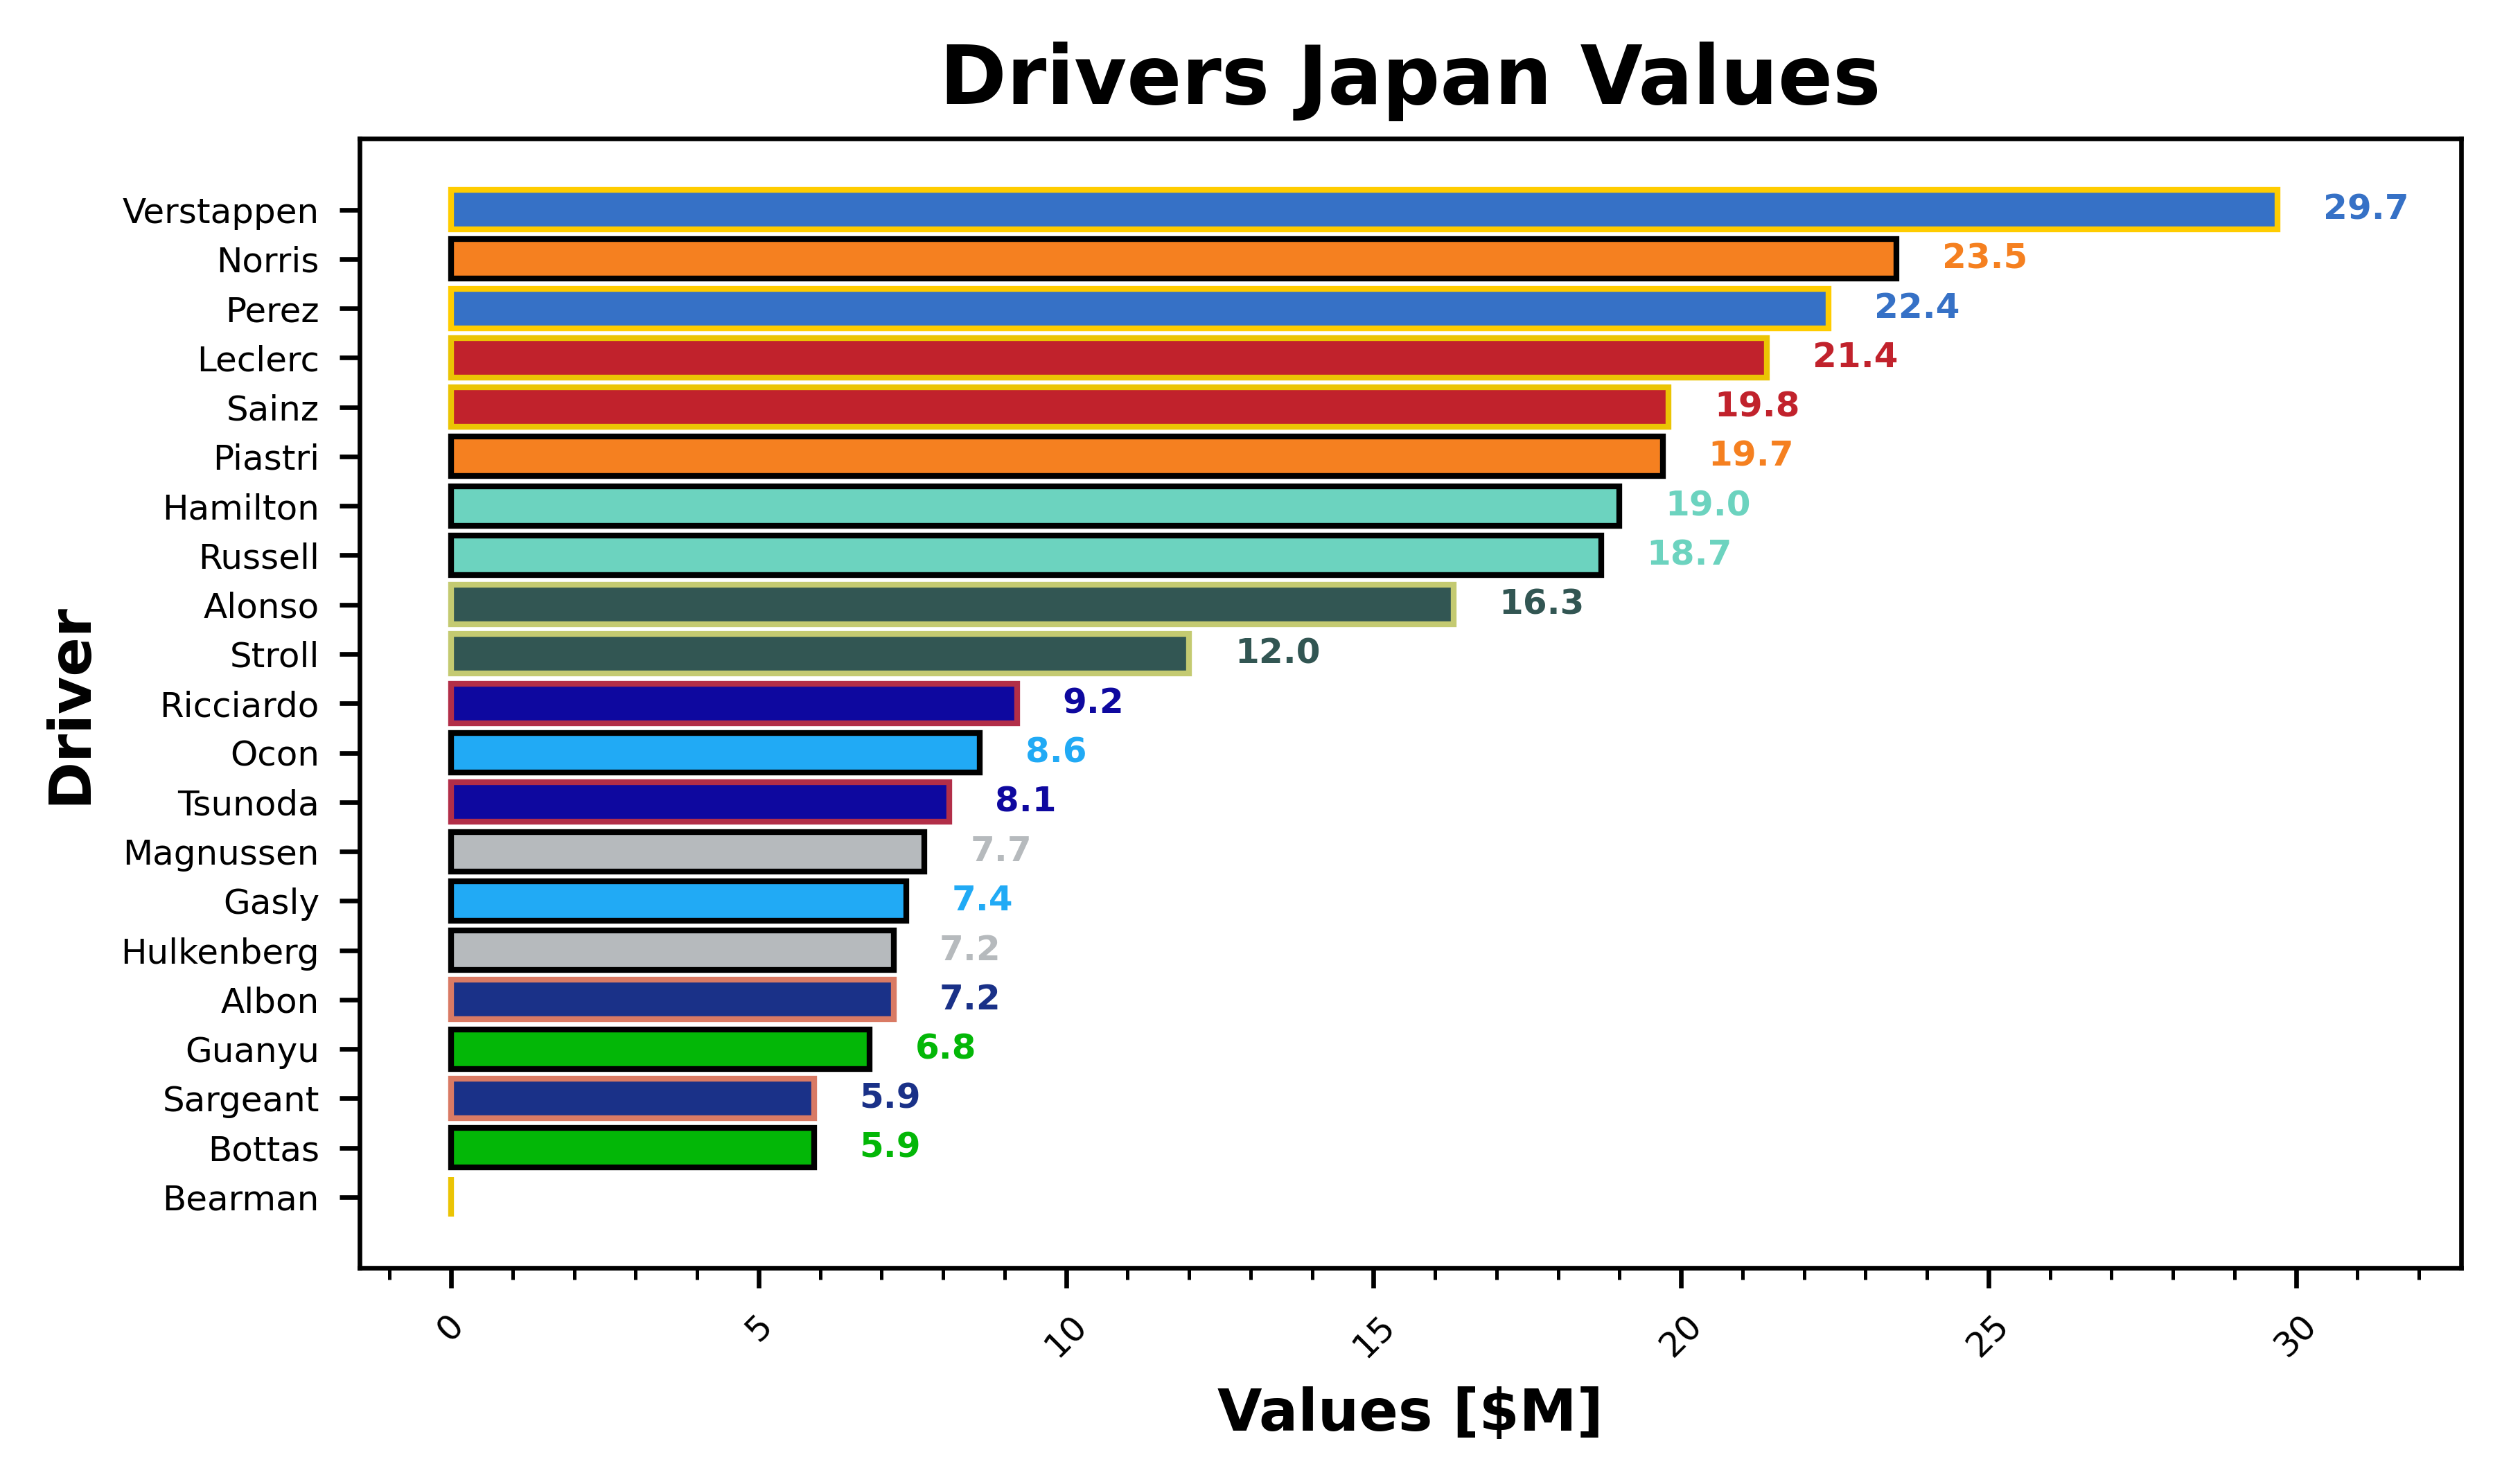 Drivers Japan Values
Driver
Verstappen 29.7
Norris 23.5
Perez 22.4
Leclerc 21.4
Sainz 19.8
Piastri 19.7
Hamilton 19.0
Russell 18.7
Alonso 16.3
Stroll 12.0
Ricciardo 9.2
Ocon 8.6
Tsunoda 8.1
Magnussen 7.7
Gasly 7.4
Hulkenberg 7.2
Albon 7.2
Guanyu 6.8
Sargeant 5.9
Bottas 5.9
Bearman
0 5 10 15 20 25 30
Values [$M]